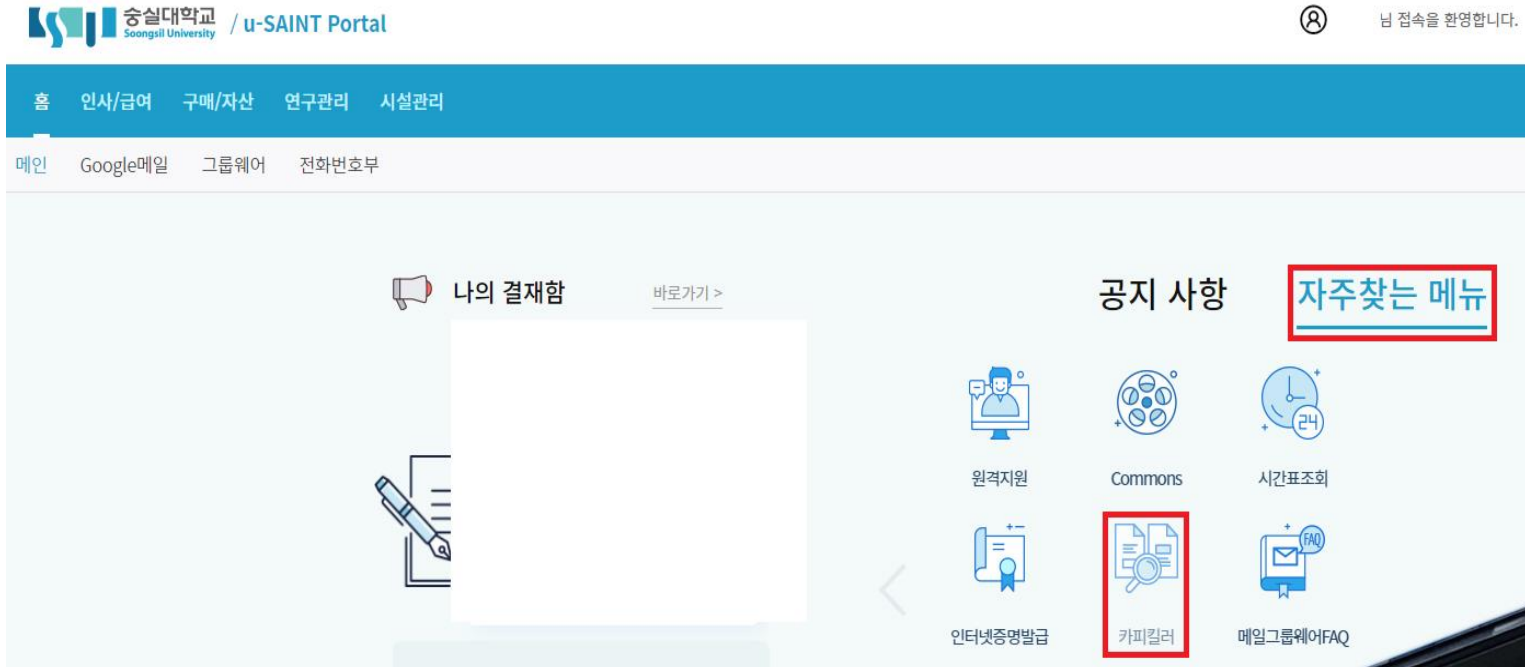 숭실대학교
Soongsil University
/ u-SAINT Portal
님 접속을 환영합니다.
홈 인사/급여 구매/자산 연구관리 시설관리
메인 Google메일 그룹웨어 전화번호부
나의 결재함 바로가기 >
공지 사항 자주찾는 메뉴
24
원격지원 Commons 시간표조회
FAQ
인터넷증명발급 카피킬러 메일그룹웨어FAQ